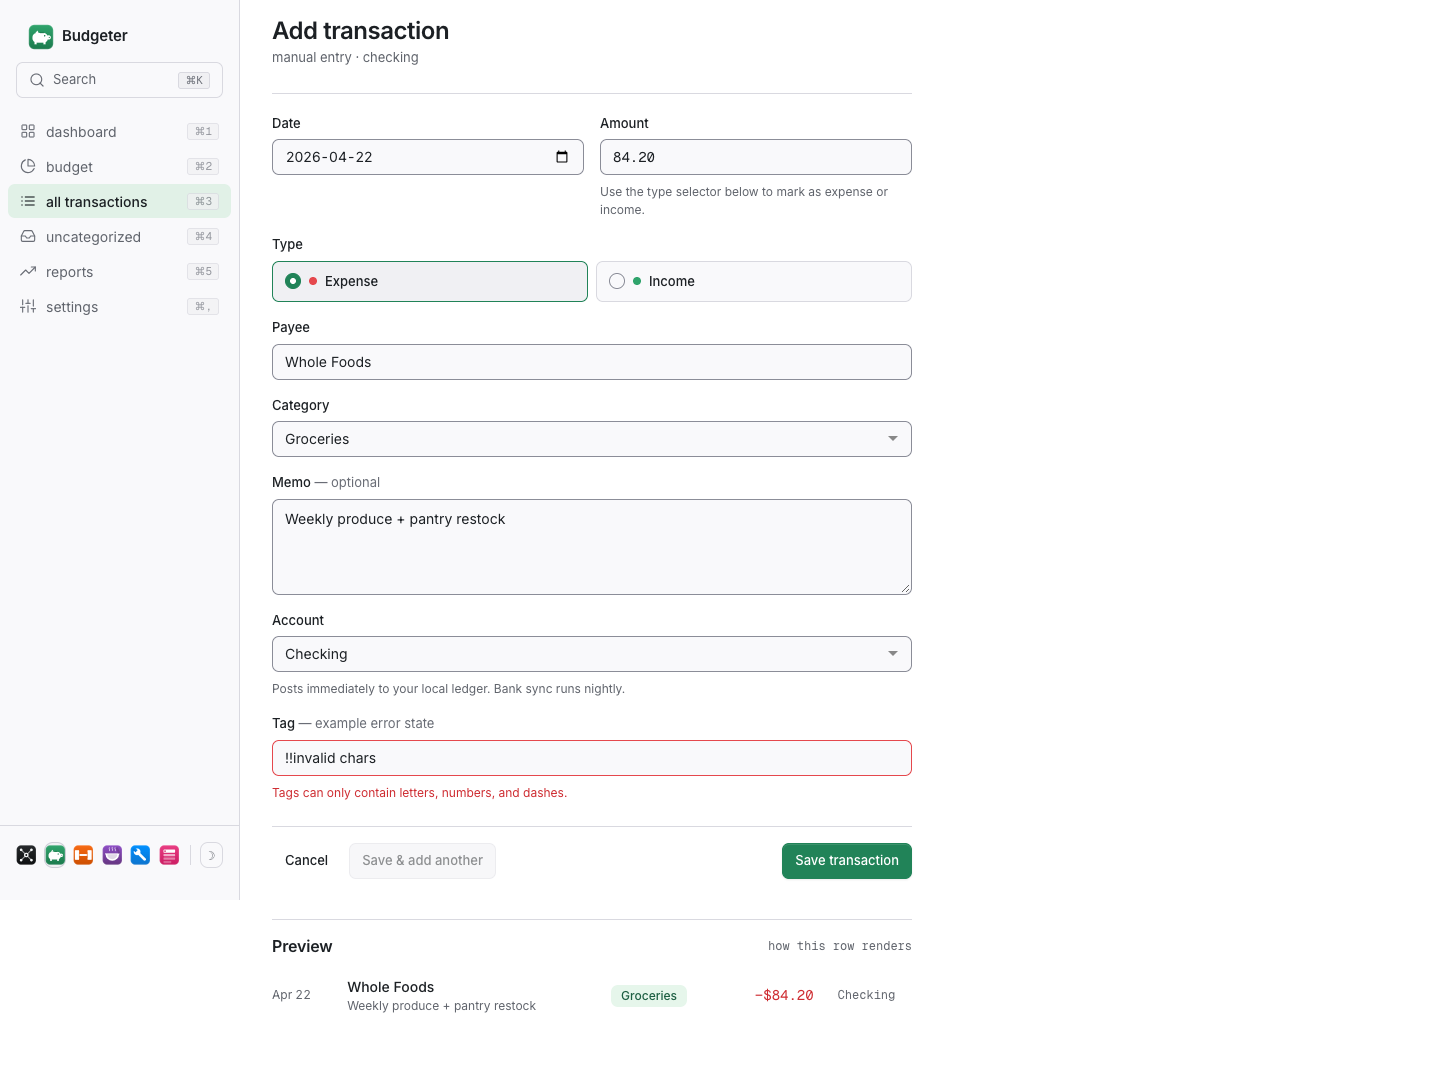 Budgeter
Search ⌘K
dashboard ⌘1
budget ⌘2
all transactions ⌘3
uncategorized ⌘4
reports ⌘5
settings ⌘.
Add transaction
manual entry · checking
Date
2026-04-22
Amount
84.20
Use the type selector below to mark as expense or
income.
Type
Expense
Income
Payee
Whole Foods
Category
Groceries
Memo — optional
Weekly produce + pantry restock
Account
Checking
Posts immediately to your local ledger. Bank sync runs nightly.
Tag — example error state
!!invalid chars
Tags can only contain letters, numbers, and dashes.
Cancel
Save & add another
Save transaction
Preview
how this row renders
Apr 22
Whole Foods
Weekly produce + pantry restock
Groceries
−$84.20
Checking